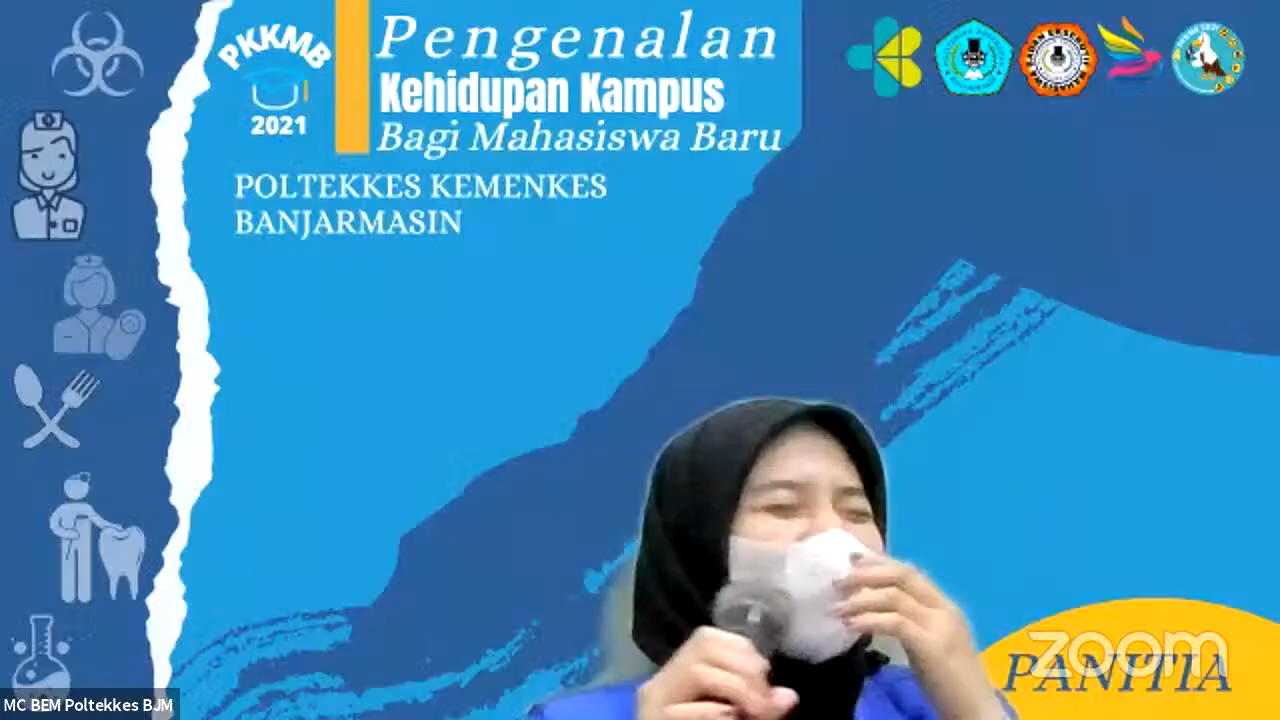 PKKMB
2021
Pengenalan
Kehidupan Kampus
Bagi Mahasiswa Baru
POLTEKKES KEMENKES
BANJARMASIN
PANITIA
zoom
MC BEM Poltekkes BJM